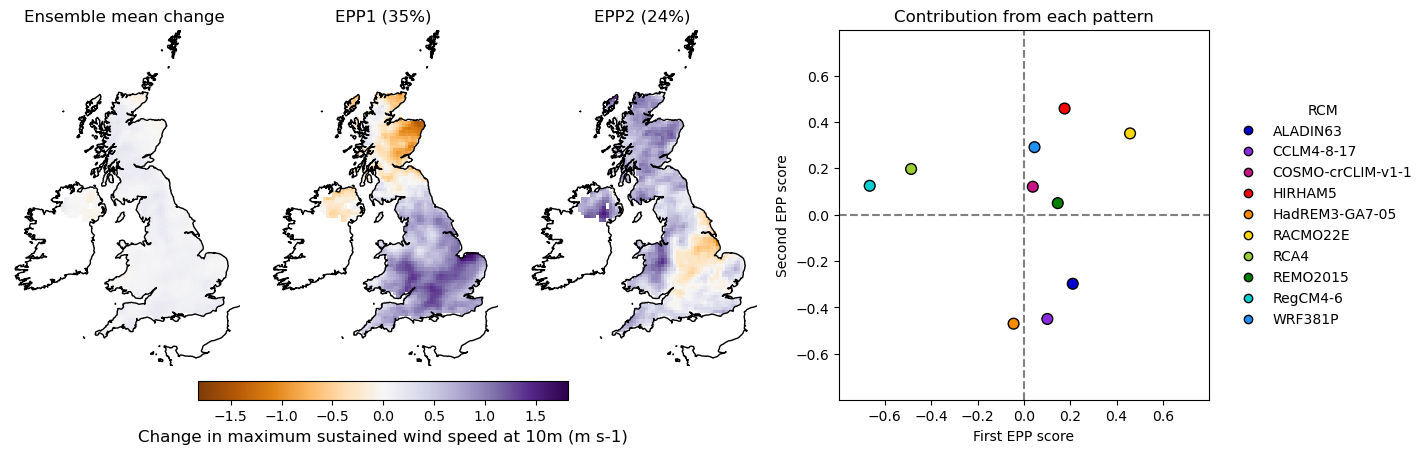 Ensemble mean change
EPP1 (35%)
EPP2 (24%)
Contribution from each pattern
−1.5 −1.0 −0.5 0.0 0.5 1.0 1.5
Change in maximum sustained wind speed at 10m (m s-1)
Second EPP score
0.6
0.4
0.2
0.0
−0.2
−0.4
−0.6
−0.6 −0.4 −0.2 0.0 0.2 0.4 0.6
First EPP score
RCM
ALADIN63
CCLM4-8-17
COSMO-crCLIM-v1-1
HIRHAM5
HadREM3-GA7-05
RACMO22E
RCA4
REMO2015
RegCM4-6
WRF381P